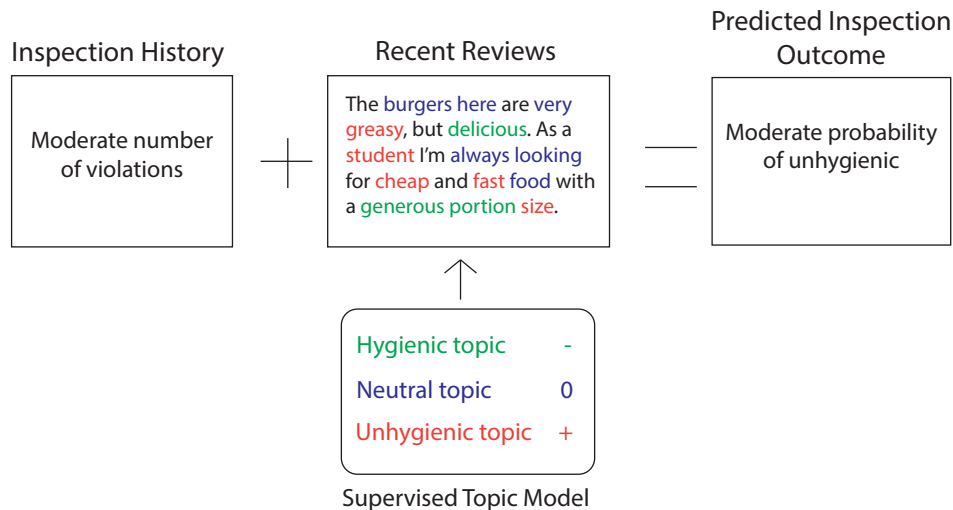 Inspection History
Moderate number
of violations
Recent Reviews
The burgers here are very
greasy, but delicious. As a
student I'm always looking
for cheap and fast food with
a generous portion size.
Predicted Inspection
Outcome
Moderate probability
of unhygienic
Hygienic topic -
Neutral topic 0
Unhygienic topic +
Supervised Topic Model